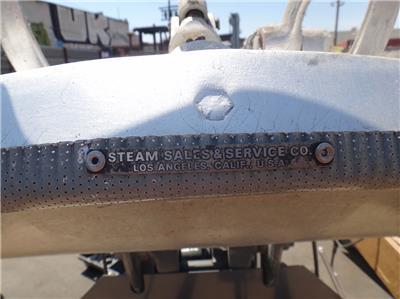 STEAM SALES & SERVICE CO.
LOS ANGELES, CALIF., U.S.A.